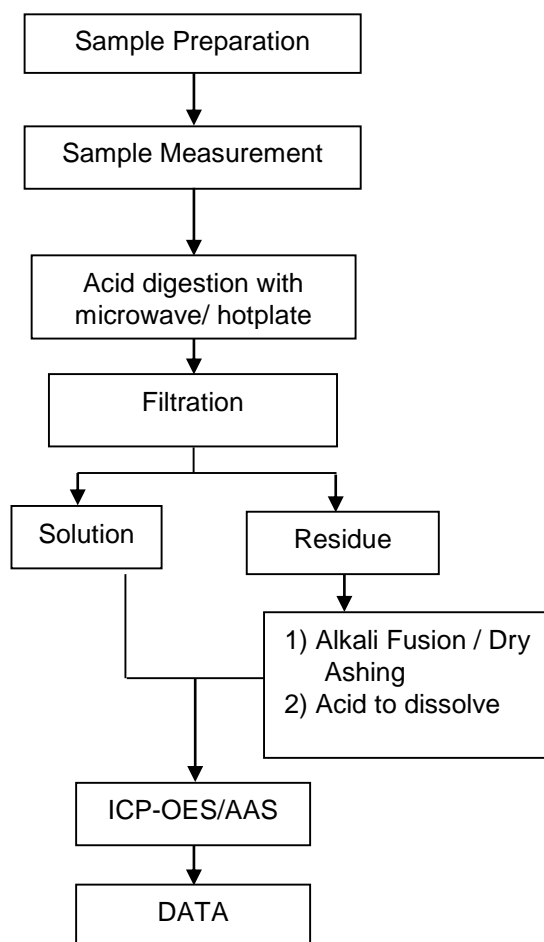 Sample Preparation
Sample Measurement
Acid digestion with
microwave/ hotplate
Filtration
Solution
Residue
1) Alkali Fusion / Dry
Ashing
2) Acid to dissolve
ICP-OES/AAS
DATA